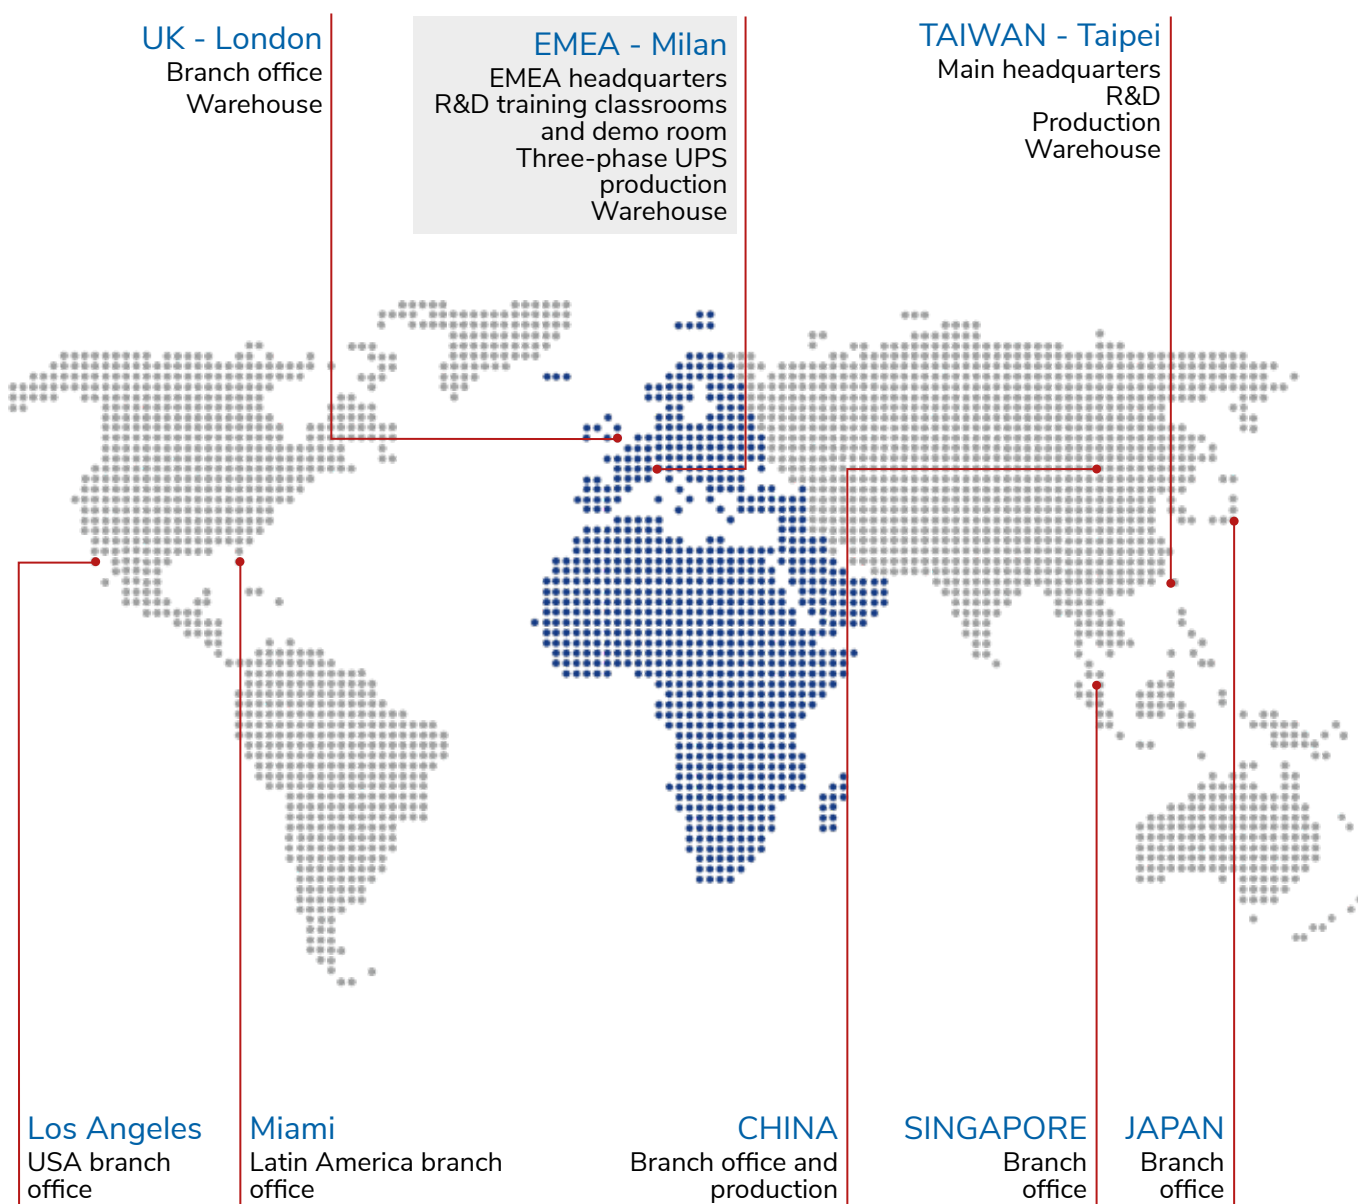 UK - London
Branch office
Warehouse
EMEA - Milan
EMEA headquarters
R&D training classrooms
and demo room
Three-phase UPS
production
Warehouse
TAIWAN - Taipei
Main headquarters
R&D
Production
Warehouse
Los Angeles
USA branch
office
Miami
Latin America branch
office
CHINA
Branch office and
production
SINGAPORE
Branch
office
JAPAN
Branch
office